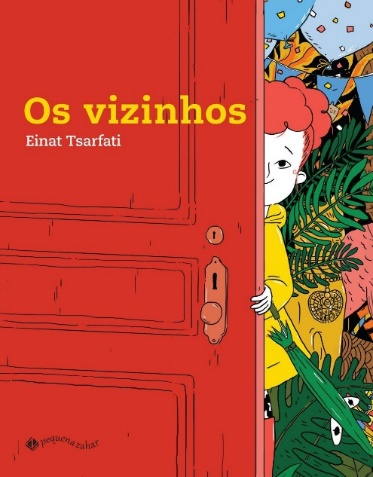 Os vizinhos
Einat Tsarfati
pequenazahar